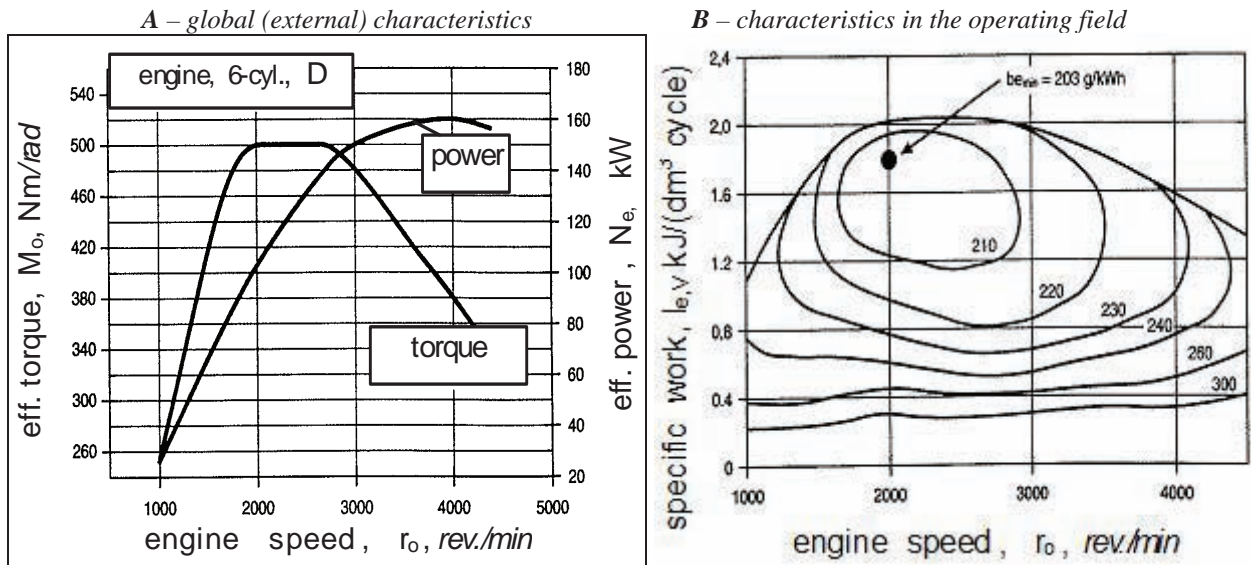 A – global (external) characteristics
engine, 6-cyl., D
540
500
460
420
380
340
300
260
eff. torque, Mo, Nm/rad
power
torque
180
160
140
120
100
80
60
40
20
eff. power, Ne, kW
1000 2000 3000 4000 5000
engine speed, ro, rev./min
B – characteristics in the operating field
2,4
2.0
1.6
1.2
0.8
0.4
0
specific work, Ie,V kJ/(dm³ cycle)
bemin = 203 g/kWh
210
220
230
240
260
300
1000 2000 3000 4000
engine speed, ro, rev./min